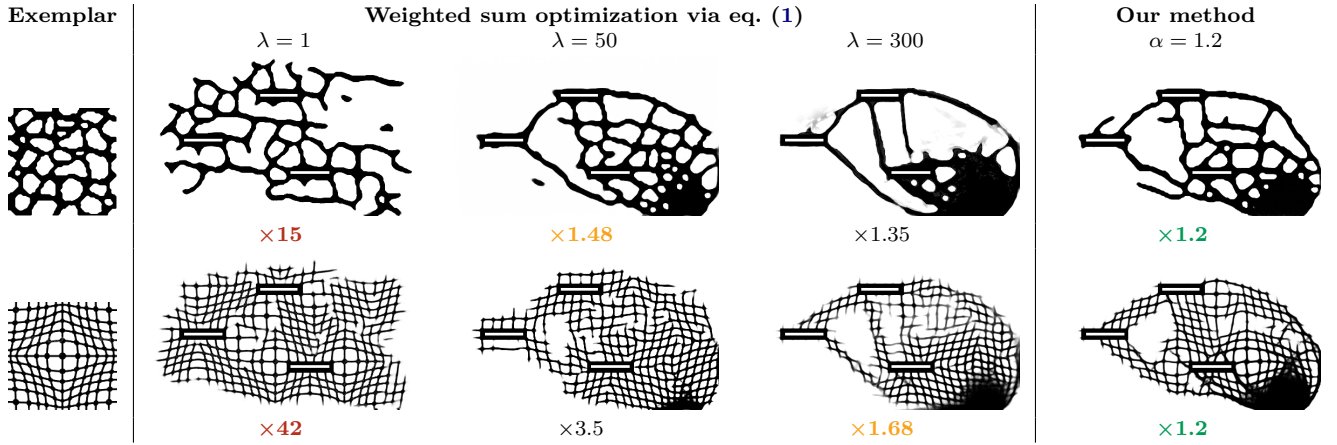 Exemplar Weighted sum optimization via eq. (1) Our method
λ = 1 λ = 50 λ = 300 α = 1.2
×15 ×1.48 ×1.35 ×1.2
×42 ×3.5 ×1.68 ×1.2